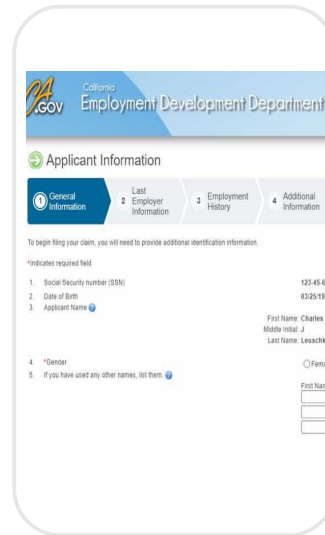 CA
.GOV
California
Employment Development Department
Applicant Information
1 General Information
2 Last Employer Information
3 Employment History
4 Additional Information
To begin filing your claim, you will need to provide additional identification information.
*Indicates required field
1. Social Security number (SSN) 123-45-6
2. Date of Birth 03/25/19
3. Applicant Name
First Name: Charles
Middle Initial: J
Last Name: Leuschk
4. *Gender Fema
5. If you have used any other names, list them.
First Nam